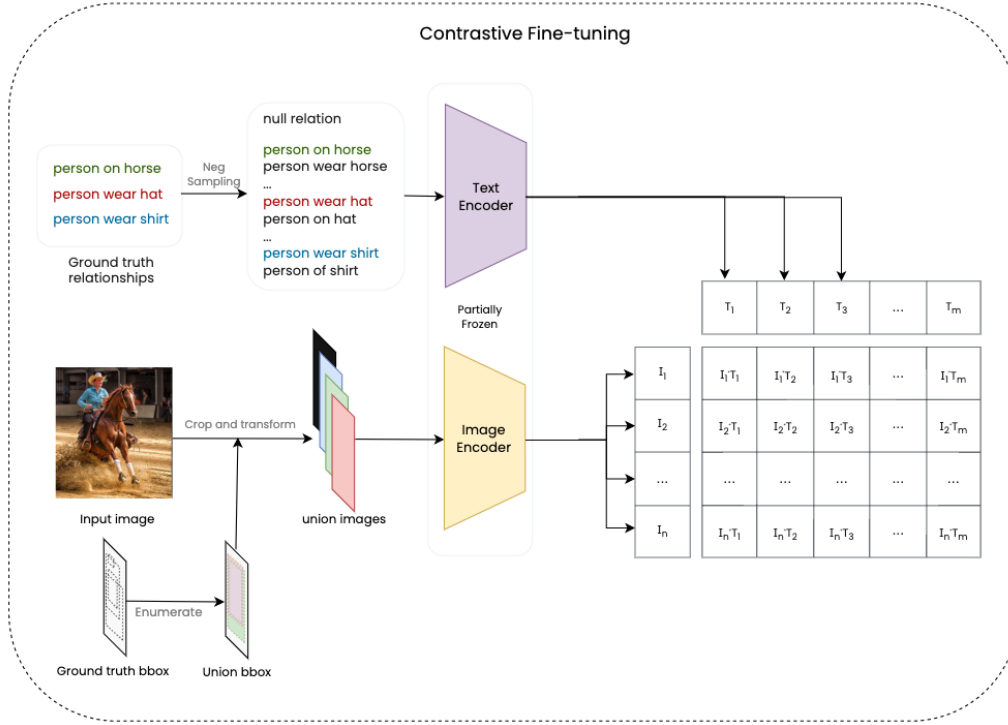 Contrastive Fine-tuning
person on horse
person wear hat
person wear shirt
Ground truth
relationships
Neg
Sampling
null relation
person on horse
person wear horse
...
person wear hat
person on hat
...
person wear shirt
person of shirt
Text
Encoder
Partially
Frozen
T1 T2 T3 ... Tm
Input image
Crop and transform
union images
Image
Encoder
I1 I1·T1 I1·T2 I1·T3 ... I1·Tm
I2 I2·T1 I2·T2 I2·T3 ... I2·Tm
... ... ... ... ... ...
In In·T1 In·T2 In·T3 ... In·Tm
Ground truth bbox
Enumerate
Union bbox